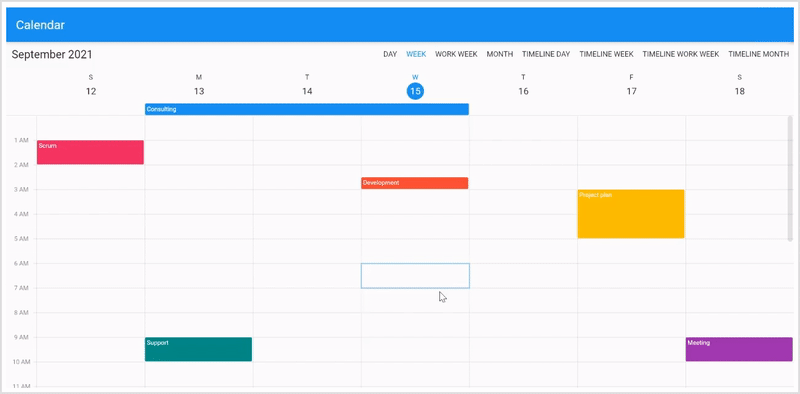 Calendar
September 2021 DAY WEEK WORK WEEK MONTH TIMELINE DAY TIMELINE WEEK TIMELINE WORK WEEK TIMELINE MONTH
S M T W T F S
12 13 14 15 16 17 18
Consulting
1 AM Scrum
2 AM
Development
3 AM Project plan
4 AM
5 AM
6 AM
7 AM
9 AM Support Meeting
10 AM
11 AM